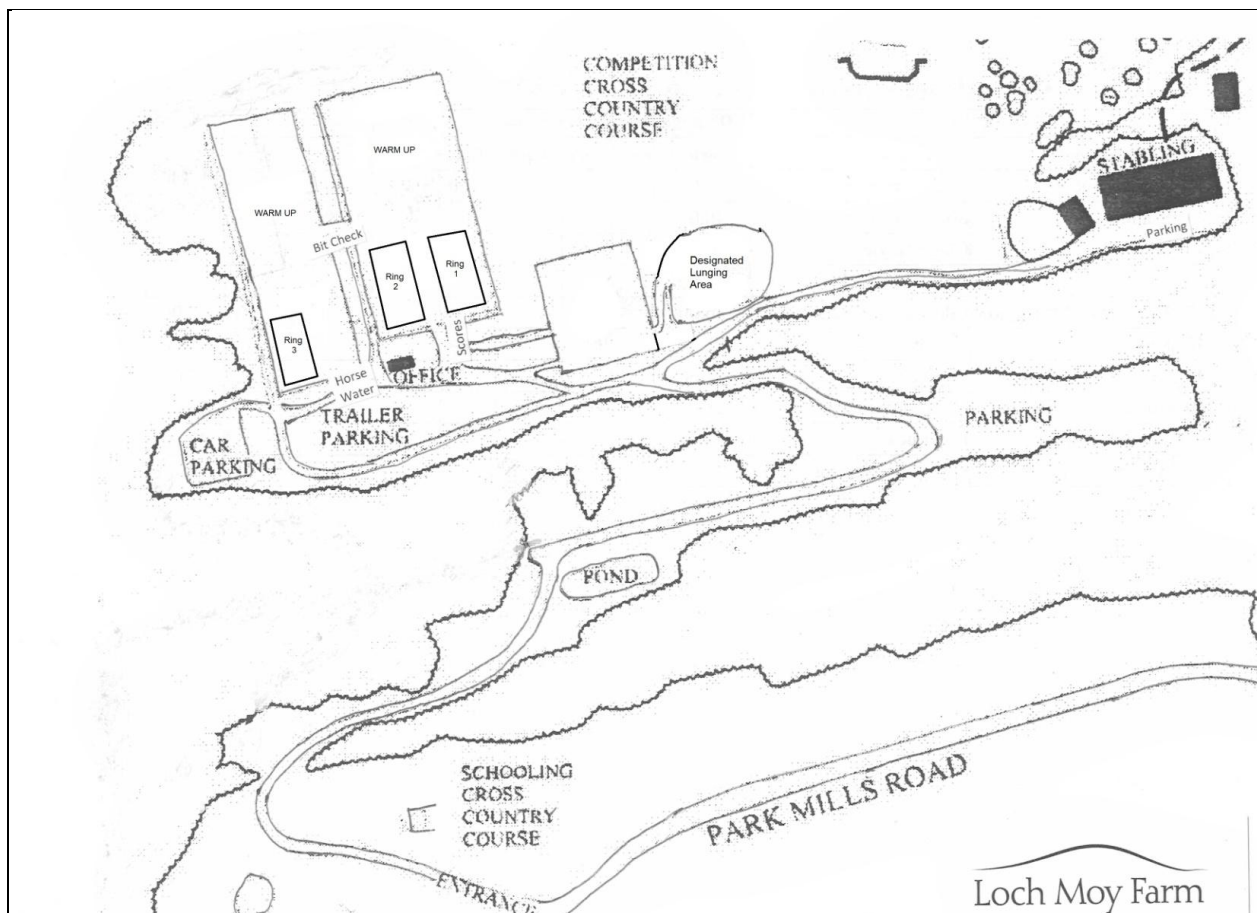 COMPETITION
CROSS
COUNTRY
COURSE
WARM UP
WARM UP
STABLING
Parking
Bit Check
Ring
1
Ring
2
Designated
Lunging
Area
Ring
3
Scores
OFFICE
Horse
Water
TRAILER
PARKING
CAR
PARKING
PARKING
POND
SCHOOLING
CROSS
COUNTRY
COURSE
PARK MILLS ROAD
ENTRANCE
Loch Moy Farm